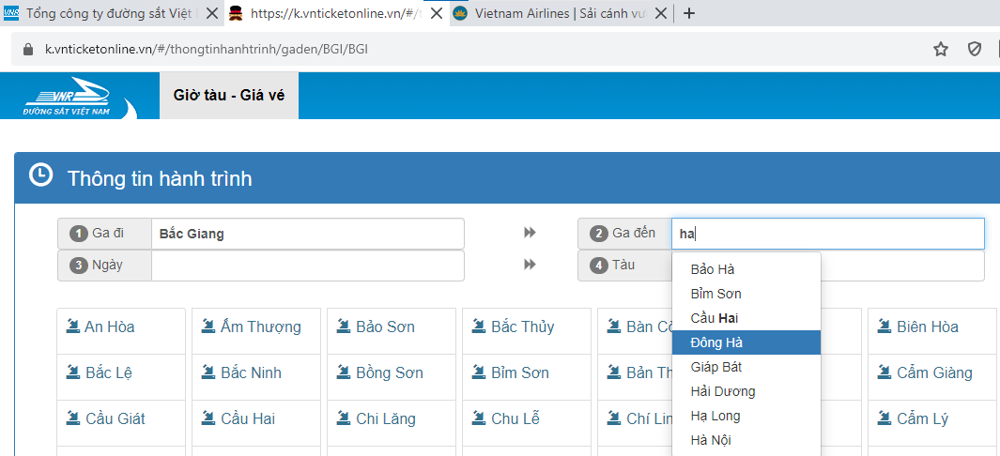 Tổng công ty đường sắt Việt
https://k.vnticketonline.vn/#/t
Vietnam Airlines | Sải cánh vư
k.vnticketonline.vn/#/thongtinhanhtrinh/gaden/BGI/BGI
VNR
ĐƯỜNG SẮT VIỆT NAM
Giờ tàu - Giá vé
Thông tin hành trình
1 Ga đi Bắc Giang
2 Ga đến ha
3 Ngày
4 Tàu
Bảo Hà
Bỉm Sơn
Cầu Hai
Đông Hà
Giáp Bát
Hải Dương
Hạ Long
Hà Nội
An Hòa Ấm Thượng Bảo Sơn Bắc Thủy Bàn Cờ Biên Hòa
Bắc Lệ Bắc Ninh Bồng Sơn Bỉm Sơn Bản Th Cẩm Giàng
Cầu Giát Cầu Hai Chi Lăng Chu Lễ Chí Lin Cẩm Lý